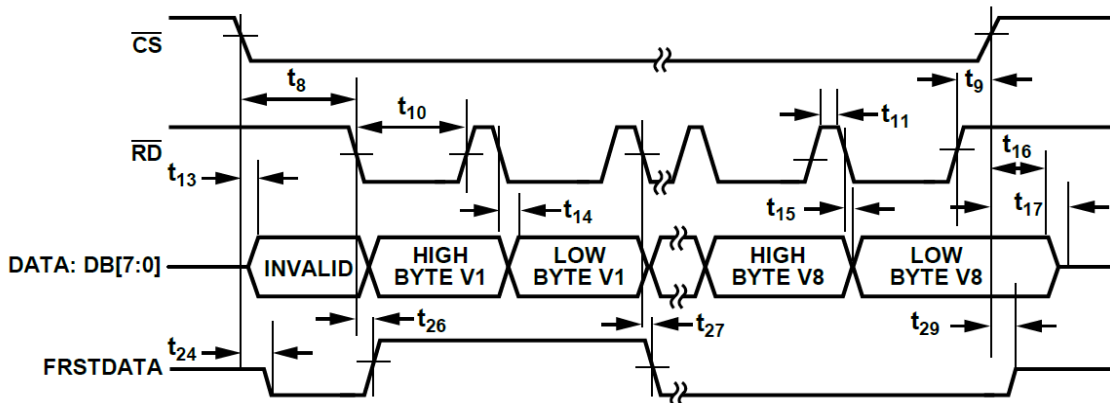 CS
t8
t9
t10
t11
RD
t13
t16
t14
t15
t17
DATA: DB[7:0]
INVALID
HIGH
BYTE V1
LOW
BYTE V1
HIGH
BYTE V8
LOW
BYTE V8
t26
t27
t29
t24
FRSTDATA